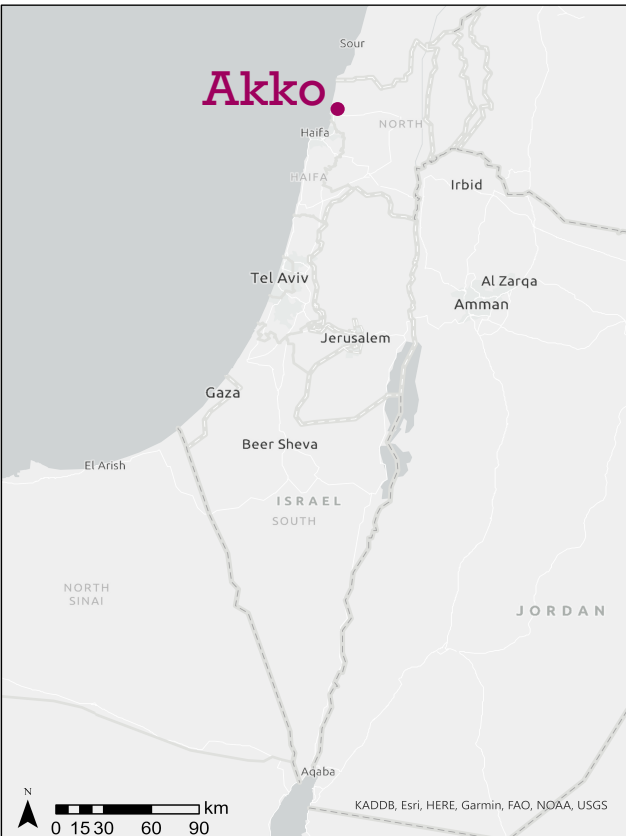 Sour
Akko
NORTH
Haifa
HAIFA
Irbid
Tel Aviv
Al Zarqa
Amman
Jerusalem
Gaza
Beer Sheva
El Arish
ISRAEL
SOUTH
NORTH
SINAI
JORDAN
Aqaba
N
km
0 15 30 60 90
KADDB, Esri, HERE, Garmin, FAO, NOAA, USGS